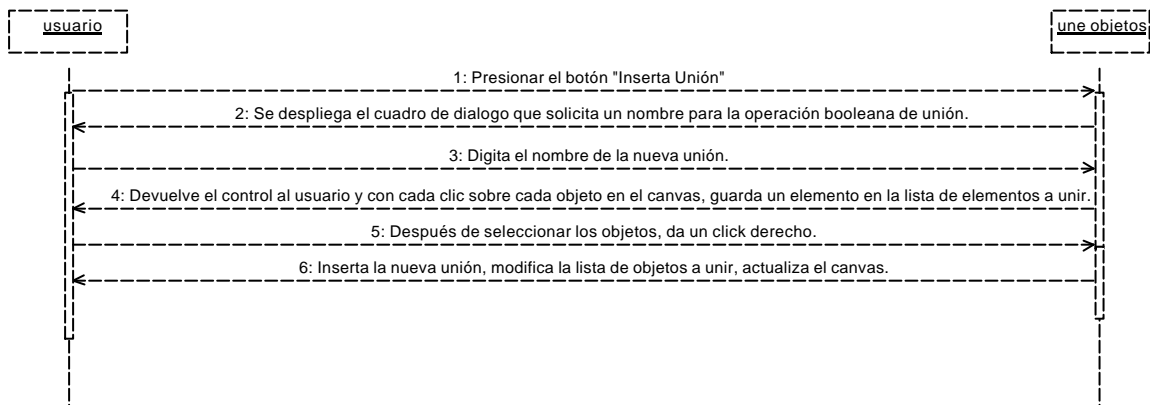 usuario
une objetos
1: Presionar el botón "Inserta Unión"
2: Se despliega el cuadro de dialogo que solicita un nombre para la operación booleana de unión.
3: Digita el nombre de la nueva unión.
4: Devuelve el control al usuario y con cada clic sobre cada objeto en el canvas, guarda un elemento en la lista de elementos a unir.
5: Después de seleccionar los objetos, da un click derecho.
6: Inserta la nueva unión, modifica la lista de objetos a unir, actualiza el canvas.